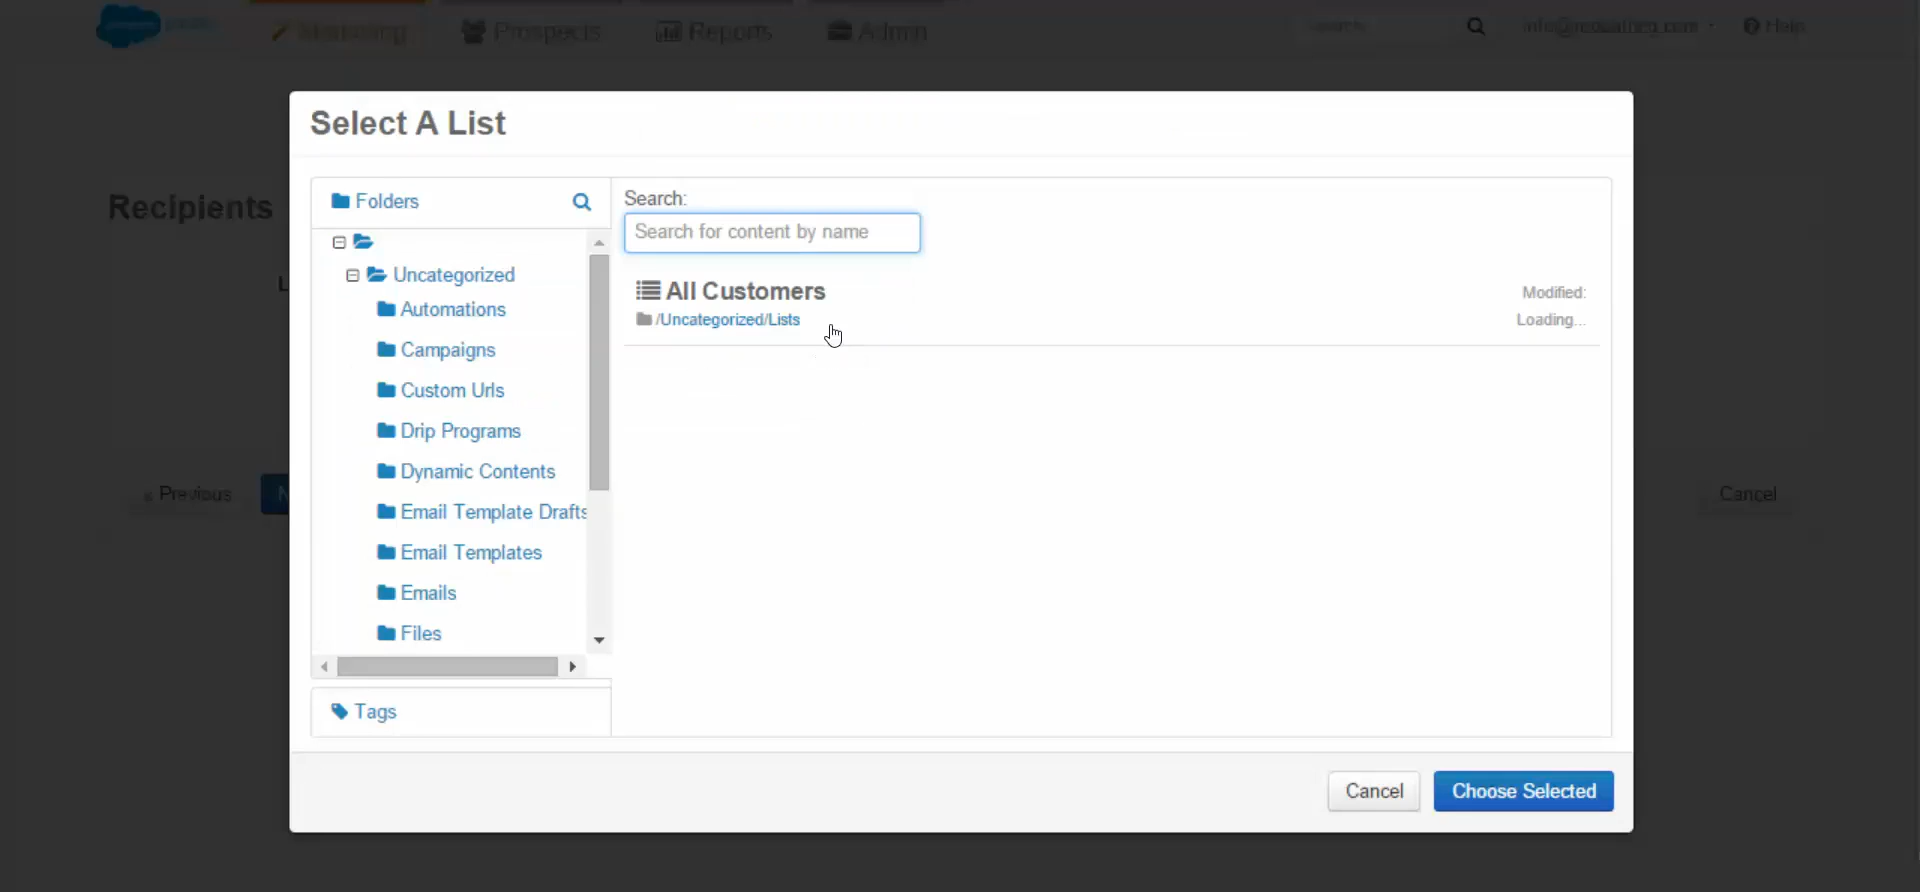 Marketing
Prospects
Reports
Admin
Search
Help
Select A List
Recipients
Folders
Uncategorized
Automations
Campaigns
Custom Urls
Drip Programs
Dynamic Contents
Email Template Drafts
Email Templates
Emails
Files
Tags
Search:
Search for content by name
All Customers
/Uncategorized/Lists
Modified:
Loading...
« Previous
N
Cancel
Cancel
Choose Selected